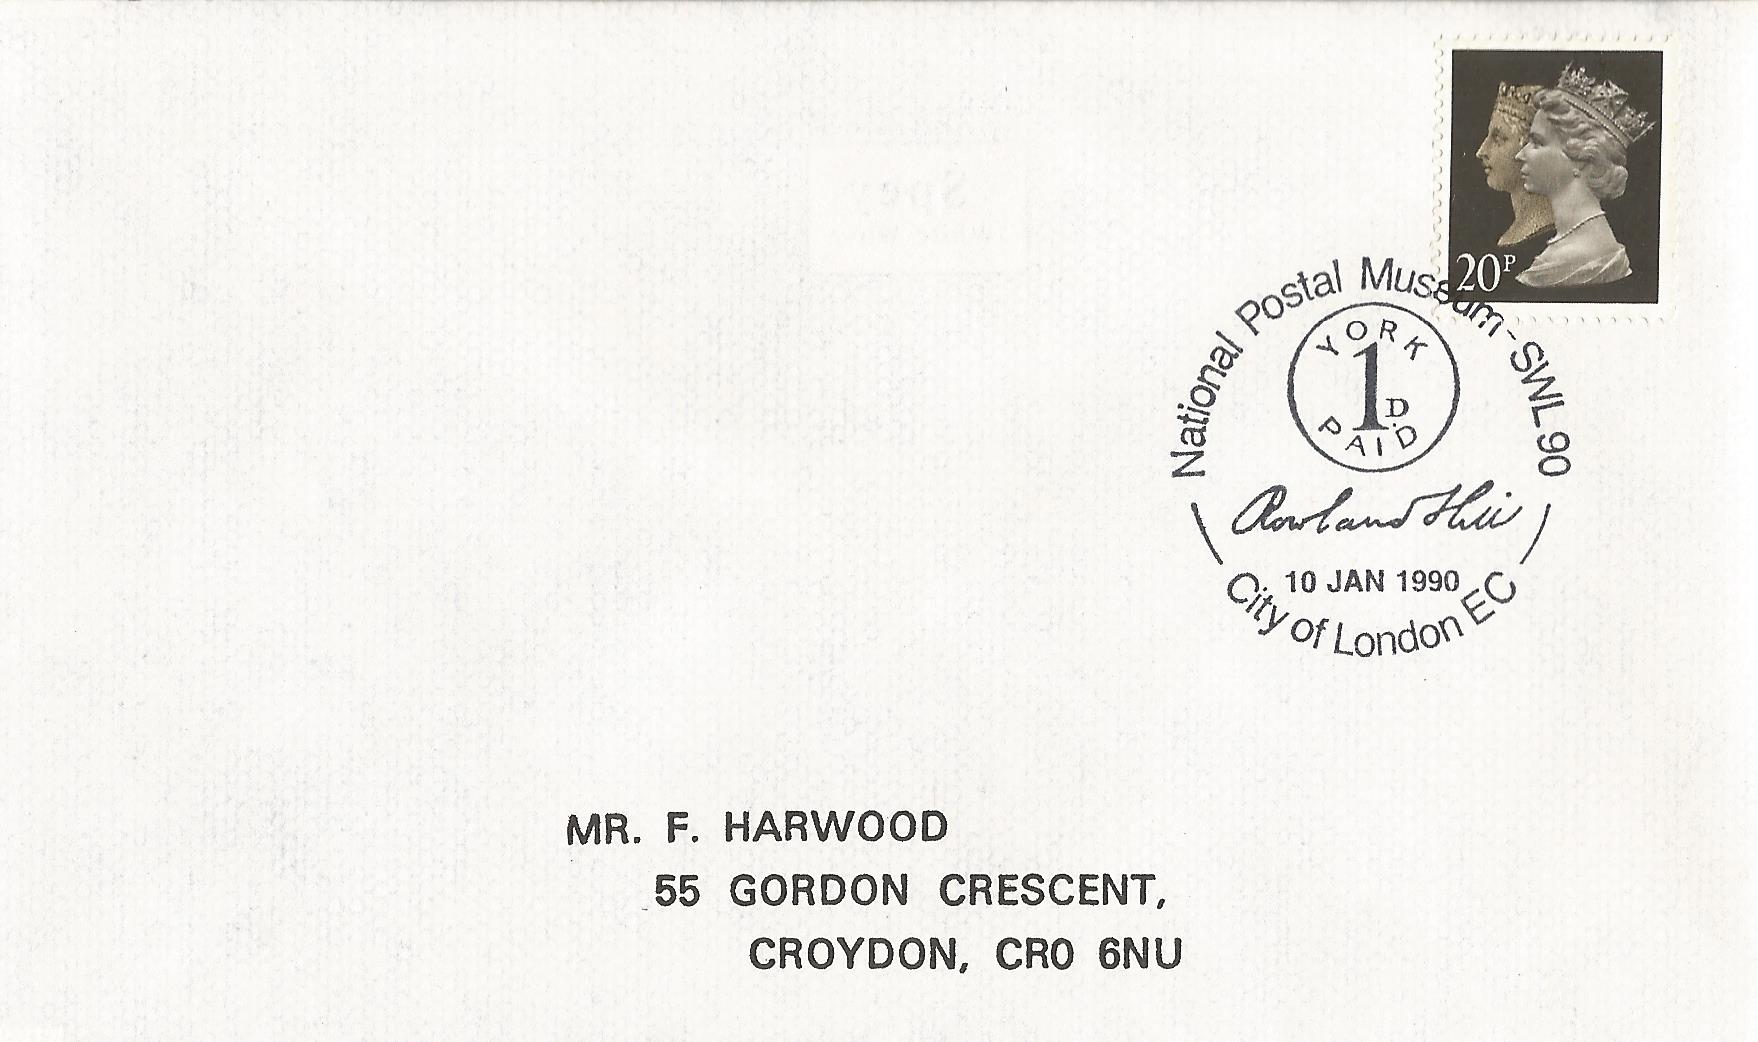 20P
National Postal Museum - SWL 90
YORK
1D.
PAID
Rowland Hill
10 JAN 1990
City of London EC
MR. F. HARWOOD
55 GORDON CRESCENT,
CROYDON, CR0 6NU